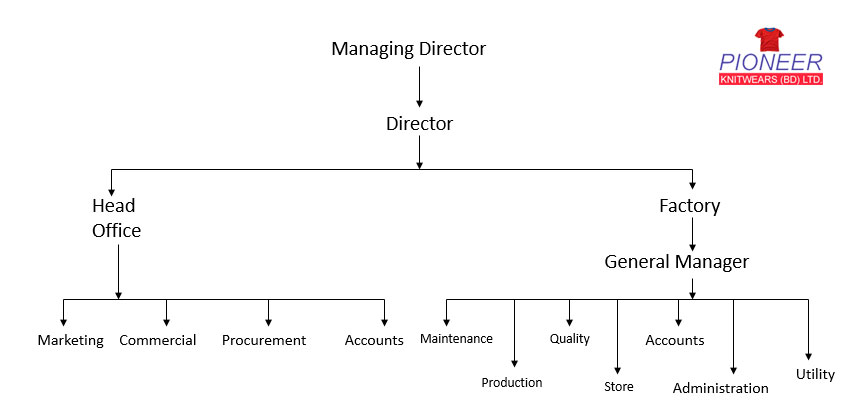 Managing Director
PIONEER
KNITWEARS (BD) LTD.
Director
Head
Office
Factory
General Manager
Marketing
Commercial
Procurement
Accounts
Maintenance
Production
Quality
Store
Accounts
Administration
Utility